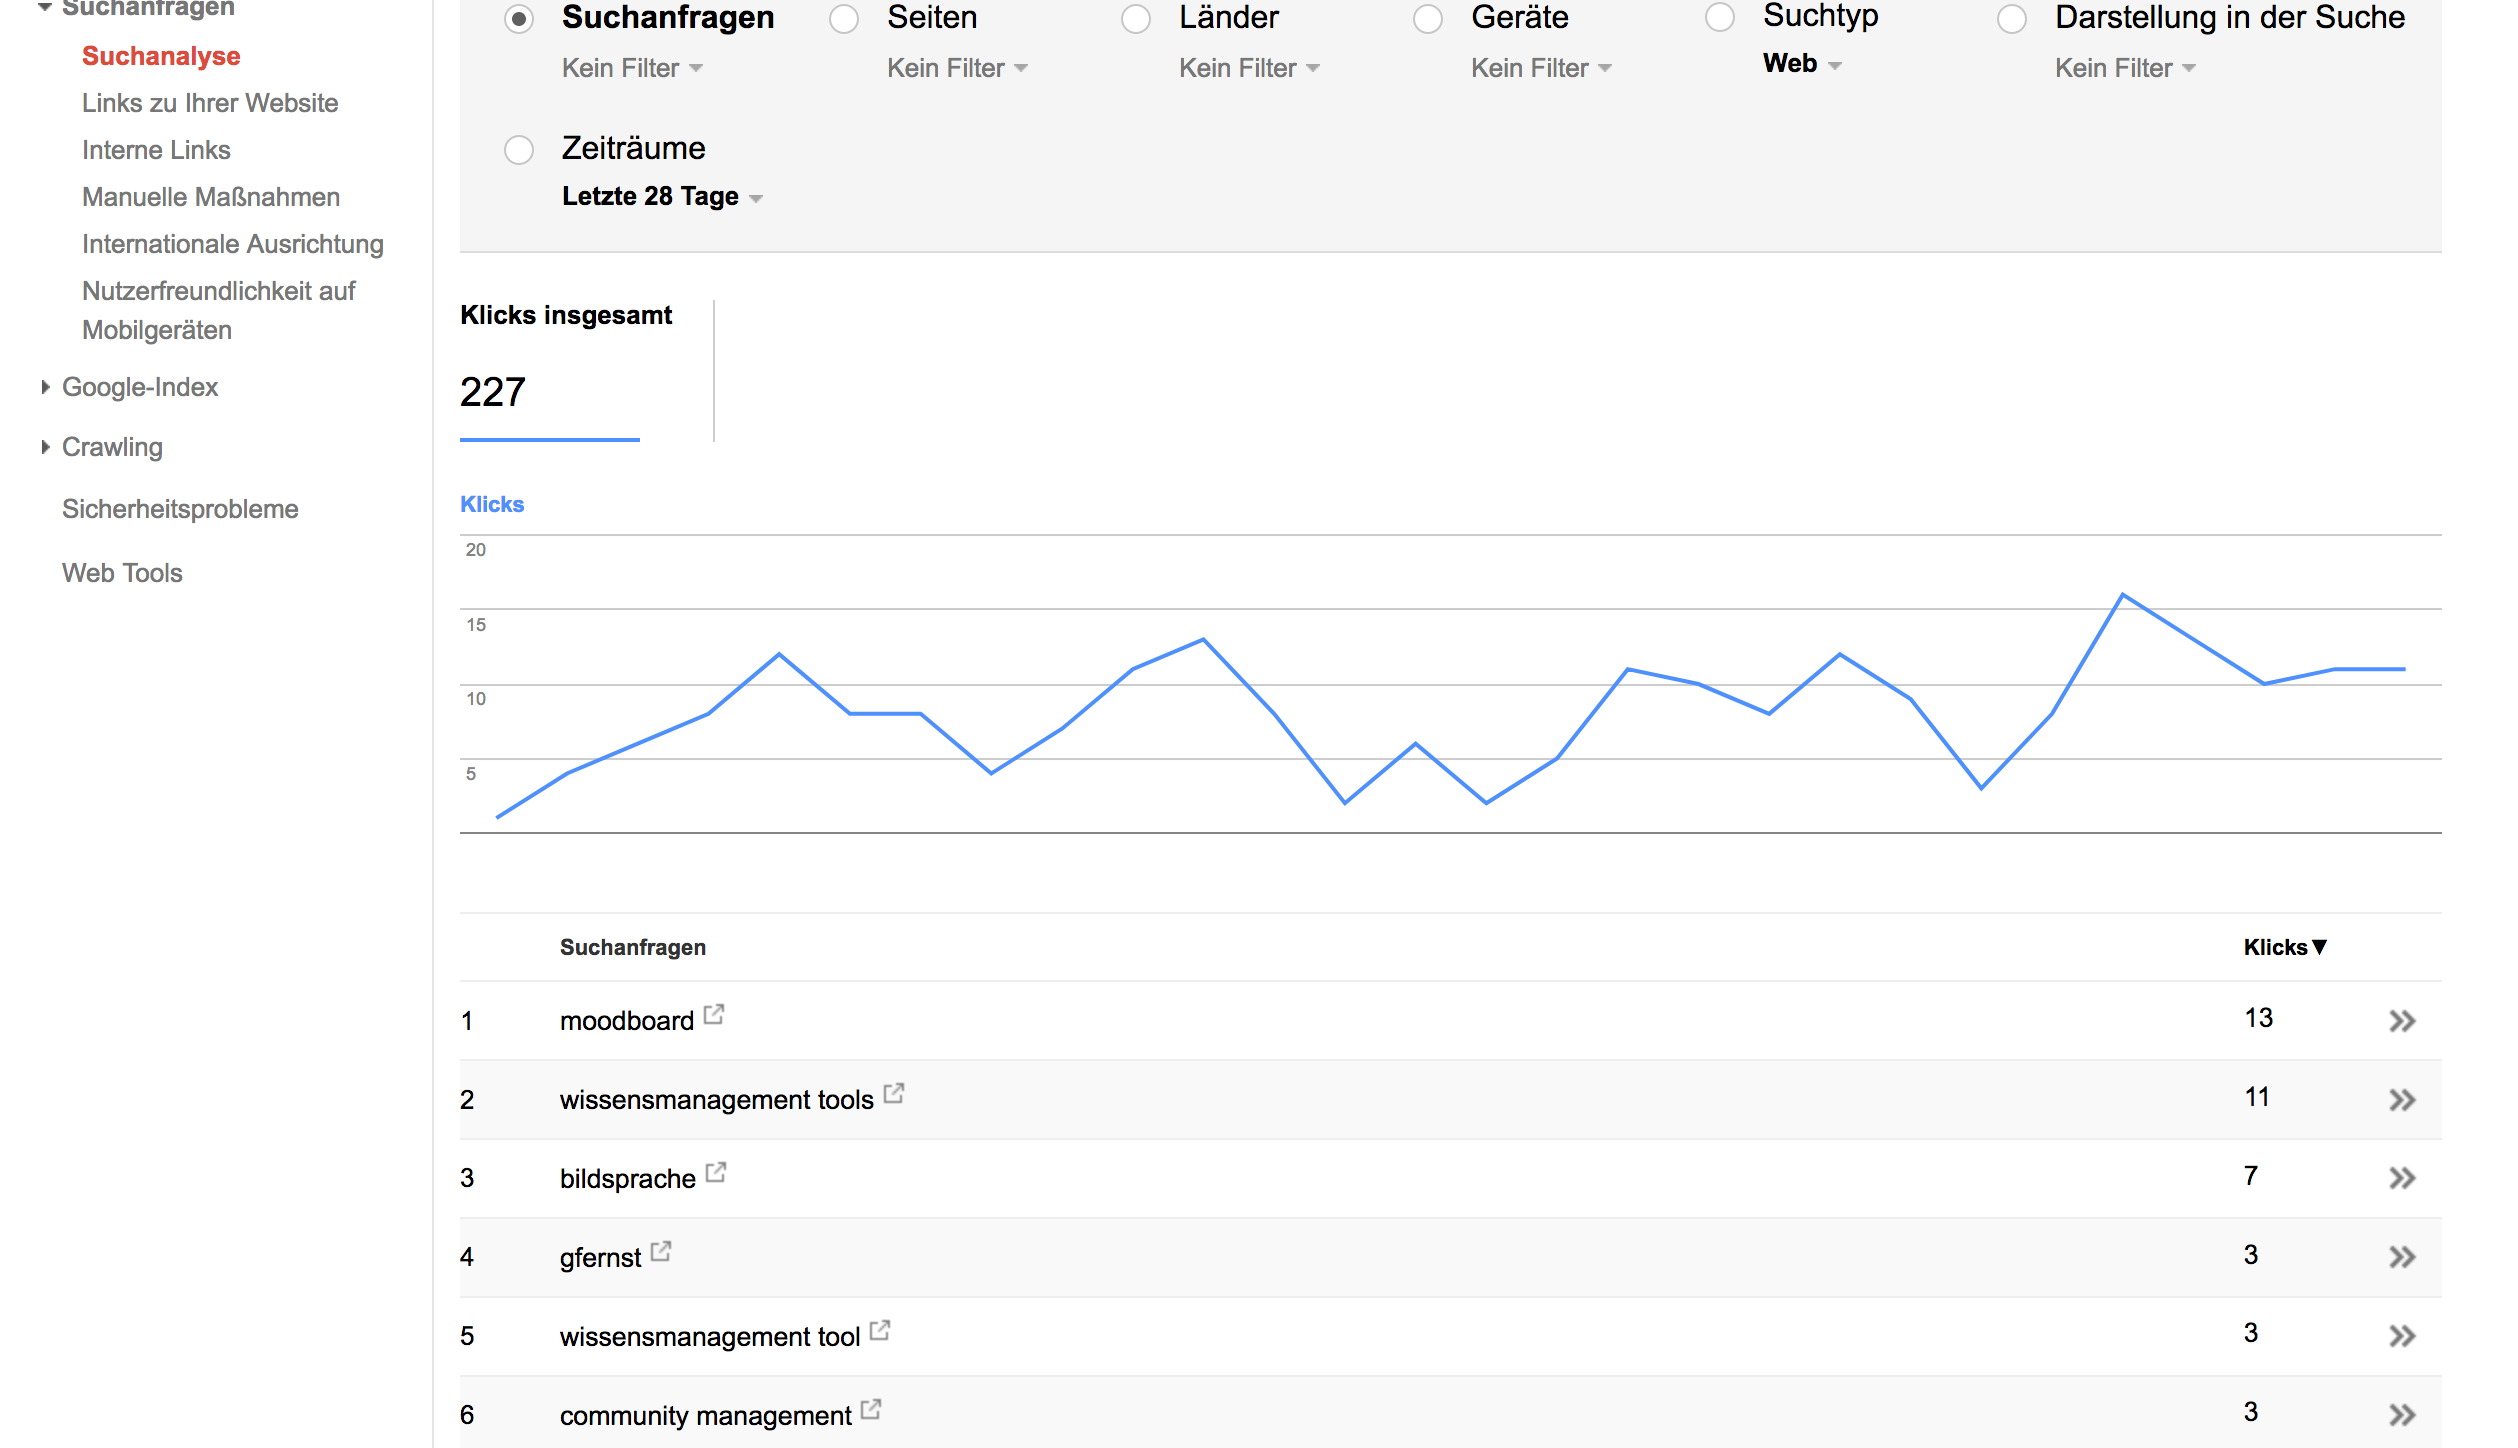 Suchanfragen
Suchanalyse
Links zu Ihrer Website
Interne Links
Manuelle Maßnahmen
Internationale Ausrichtung
Nutzerfreundlichkeit auf
Mobilgeräten
Google-Index
Crawling
Sicherheitsprobleme
Web Tools
Suchanfragen Seiten Länder Geräte Suchtyp Darstellung in der Suche
Kein Filter Kein Filter Kein Filter Kein Filter Web Kein Filter
Zeiträume
Letzte 28 Tage
Klicks insgesamt
227
Klicks
20
15
10
5
Suchanfragen Klicks▼
1 moodboard 13
2 wissensmanagement tools 11
3 bildsprache 7
4 gfernst 3
5 wissensmanagement tool 3
6 community management 3